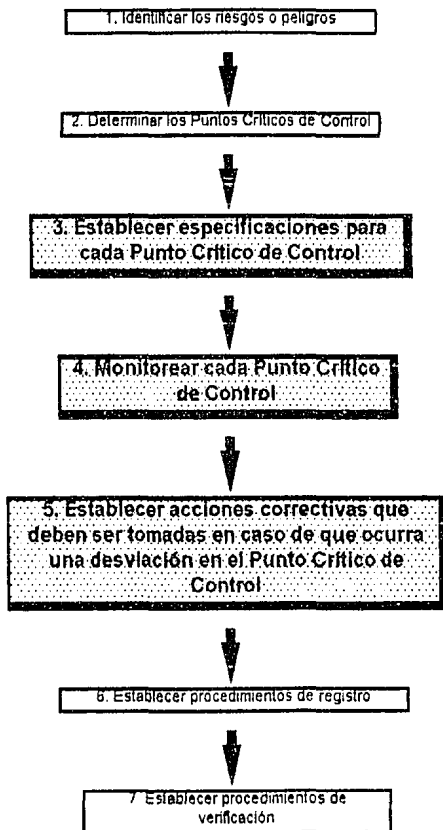 1. Identificar los riesgos o peligros
2. Determinar los Puntos Críticos de Control
3. Establecer especificaciones para
cada Punto Crítico de Control
4. Monitorear cada Punto Crítico
de Control
5. Establecer acciones correctivas que
deben ser tomadas en caso de que ocurra
una desviación en el Punto Crítico de
Control
6. Establecer procedimientos de registro
7 Establecer procedimientos de
verificación